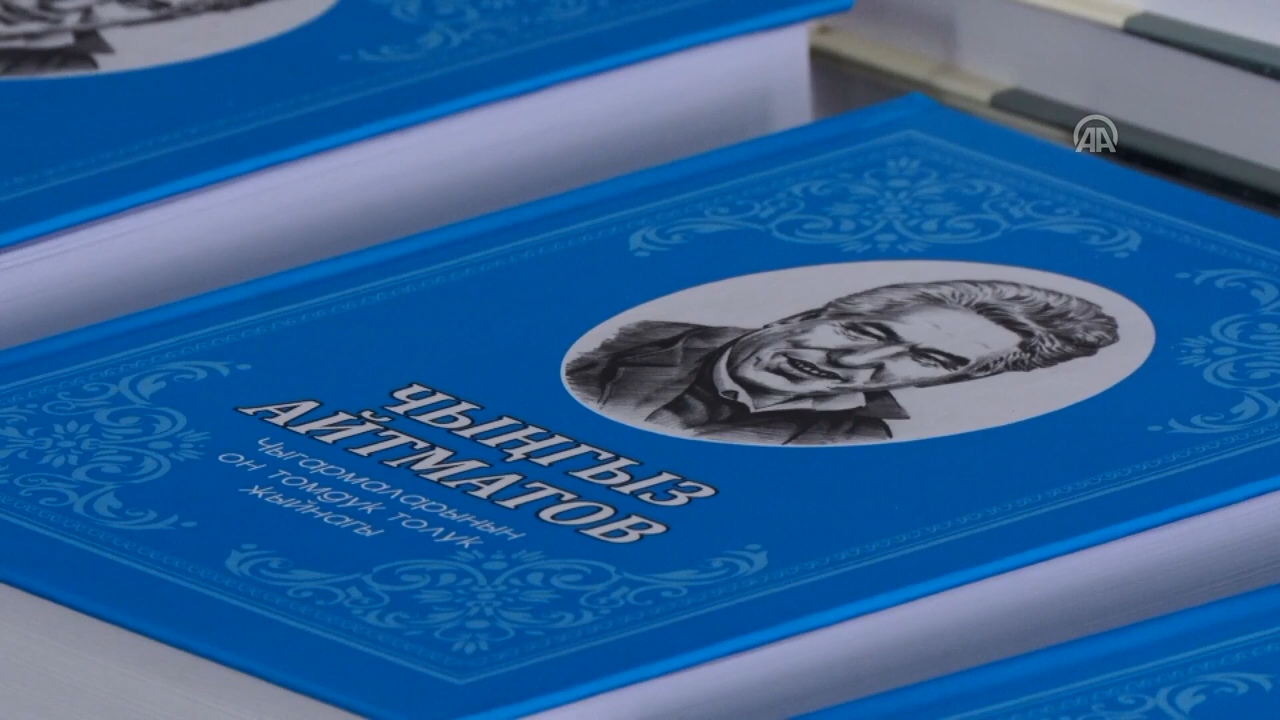 ЧЫҢГЫЗ
АЙТМАТОВ
Чыгармаларынын
он томдук толук
жыйнагы
AA